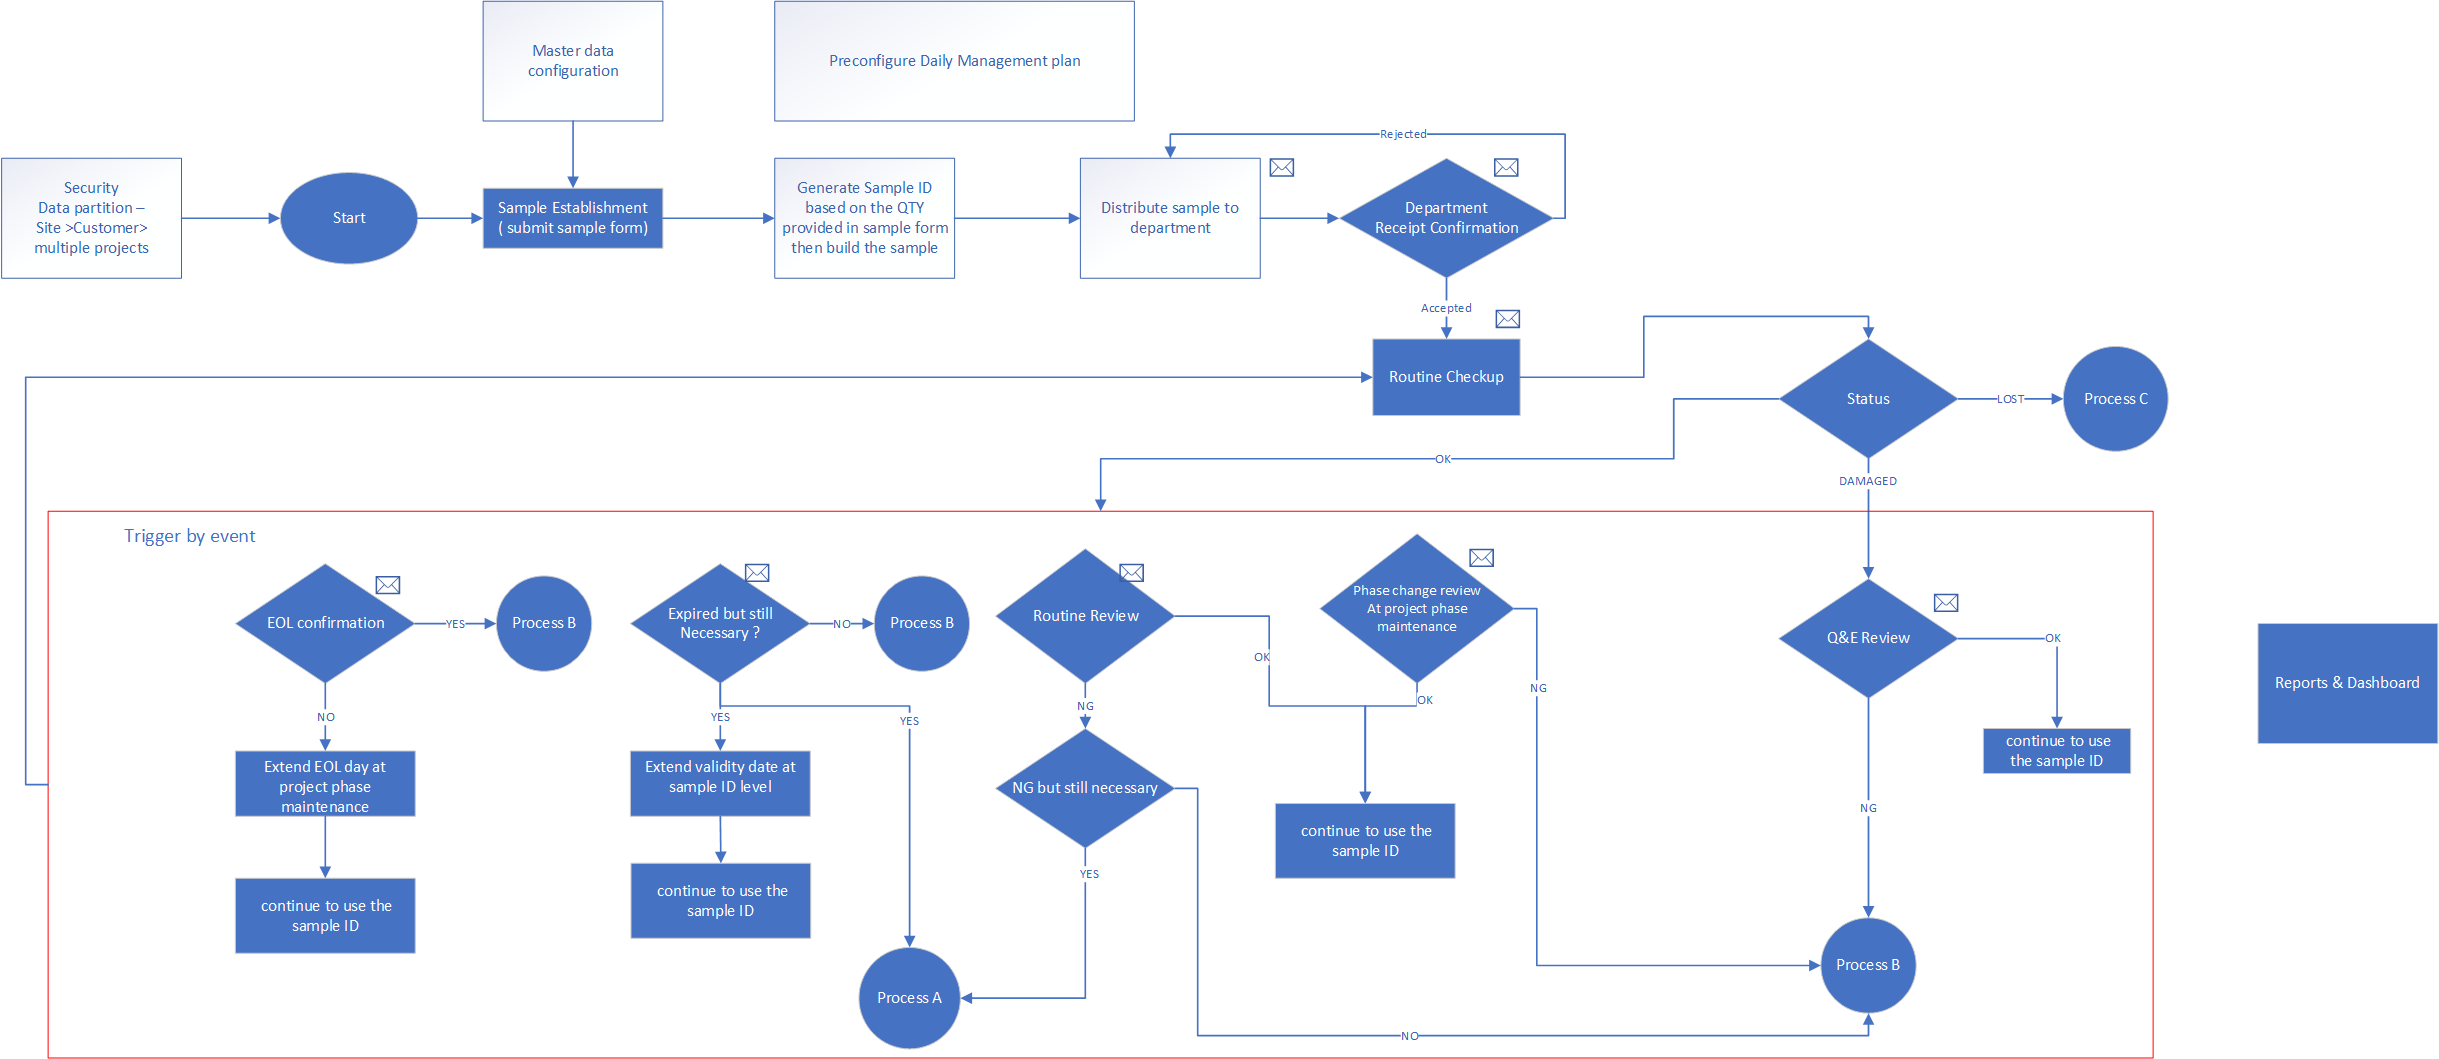 Master data
configuration
Preconfigure Daily Management plan
Rejected
Security
Data partition –
Site >Customer>
multiple projects
Start
Sample Establishment
( submit sample form)
Generate Sample ID
based on the QTY
provided in sample form
then build the sample
Distribute sample to
department
Department
Receipt Confirmation
Accepted
Routine Checkup
Status
LOST
Process C
OK
DAMAGED
Trigger by event
EOL confirmation
YES
Process B
NO
Extend EOL day at
project phase
maintenance
continue to use the
sample ID
Expired but still
Necessary ?
NO
Process B
YES
YES
Extend validity date at
sample ID level
continue to use the
sample ID
Process A
Routine Review
OK
NG
NG but still necessary
YES
NO
Phase change review
At project phase
maintenance
OK
NG
continue to use the
sample ID
Q&E Review
OK
continue to use
the sample ID
NG
Process B
Reports & Dashboard